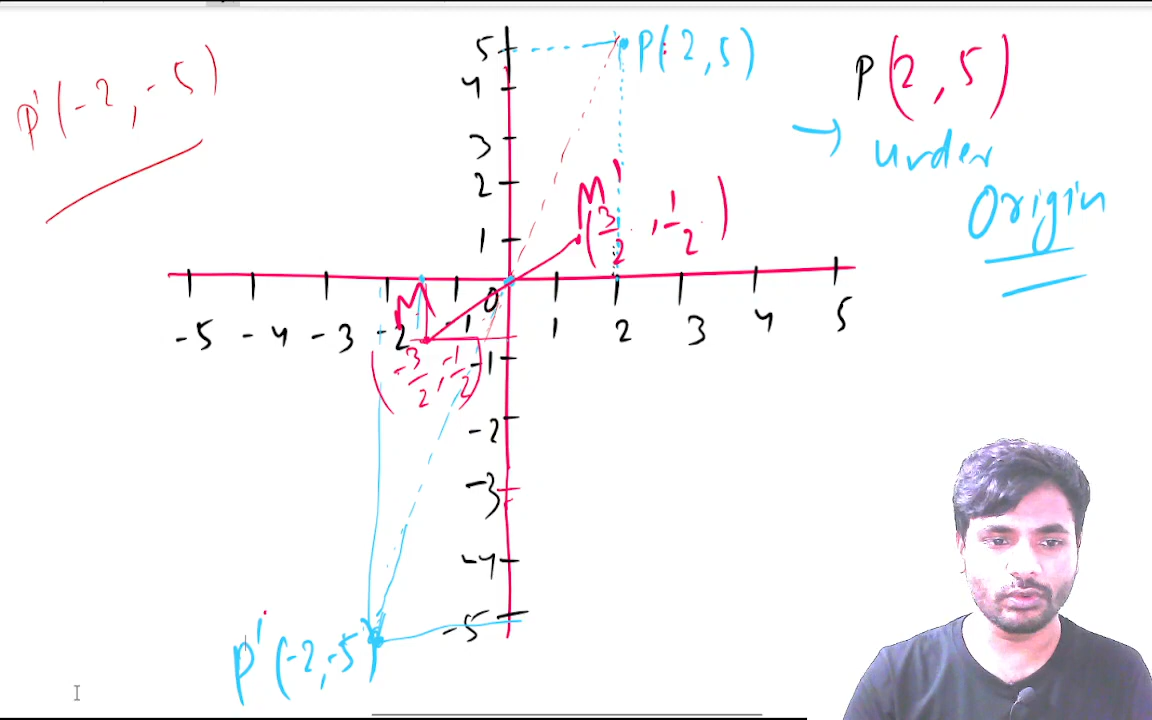 P'(-2, -5)
5
P(2, 5)
P(2, 5)
4
→ under
Origin
3
2
M'
(3/2, 1/2)
1
0
-5 -4 -3 -2 -1 1 2 3 4 5
M
(-3/2, -1/2)
-1
-2
-3
-4
-5
P'(-2, -5)